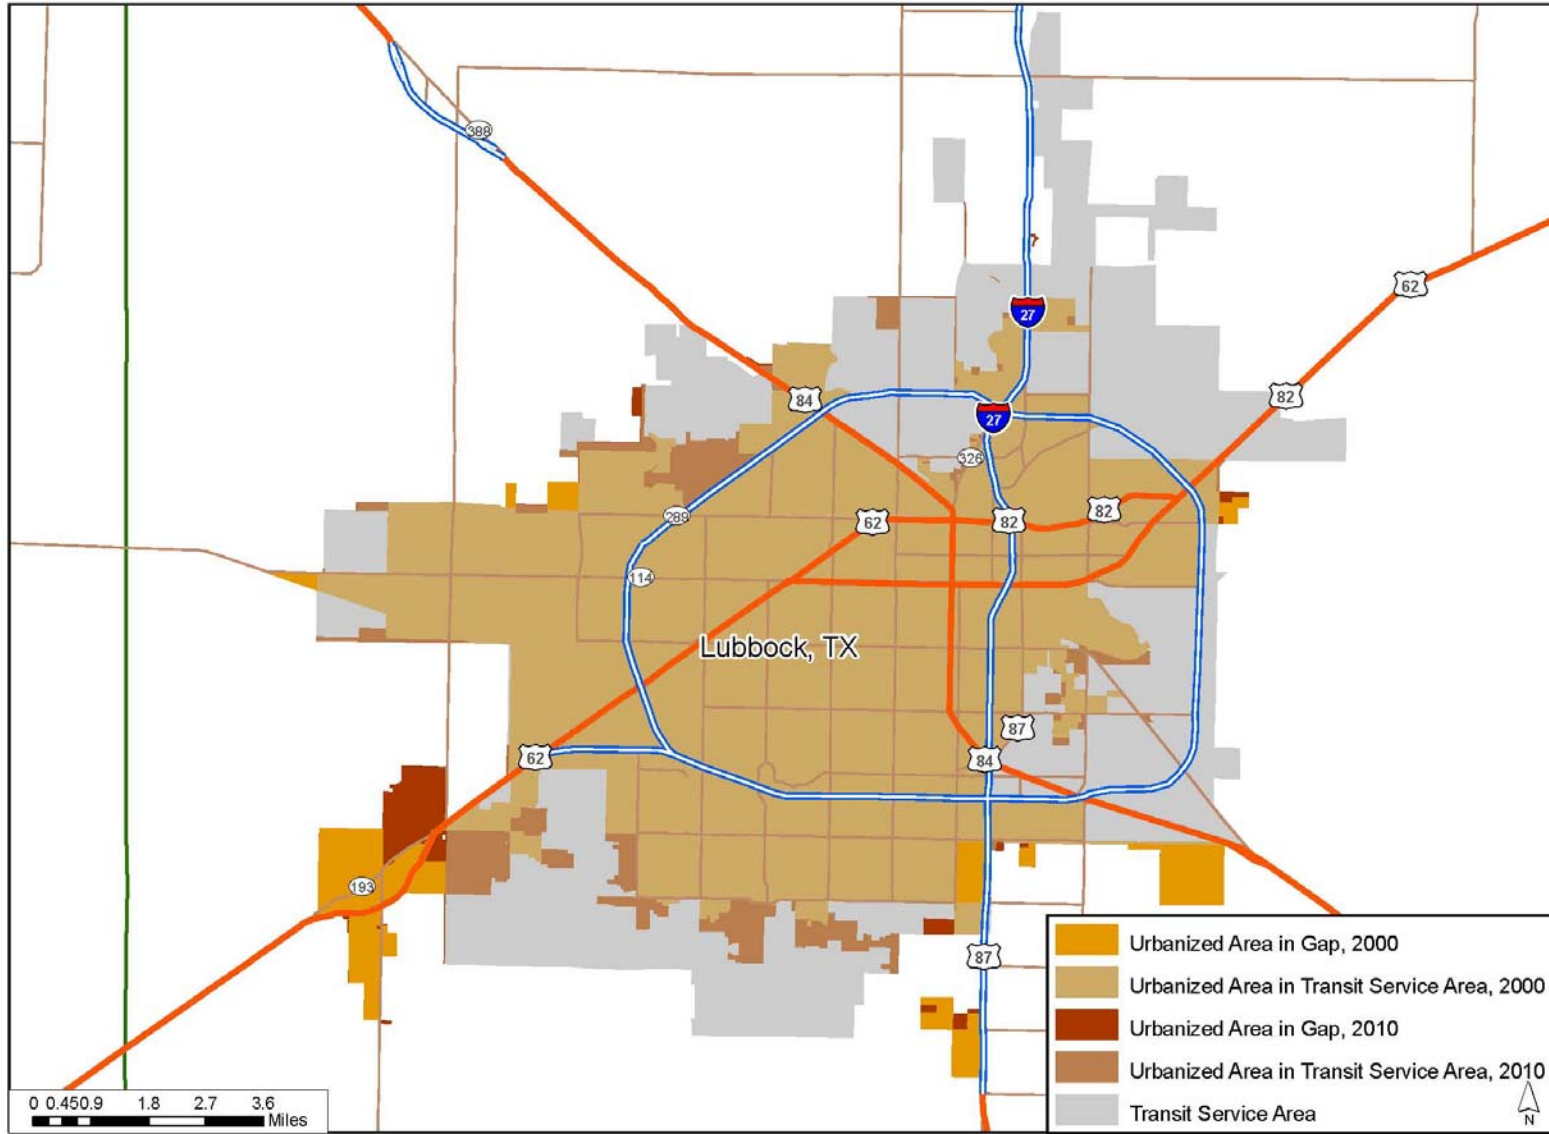 388
62
27
82
84
27
326
289
62
82
82
114
Lubbock, TX
87
62
84
193
87
Urbanized Area in Gap, 2000
Urbanized Area in Transit Service Area, 2000
Urbanized Area in Gap, 2010
Urbanized Area in Transit Service Area, 2010
Transit Service Area
N
0 0.45 0.9 1.8 2.7 3.6
Miles